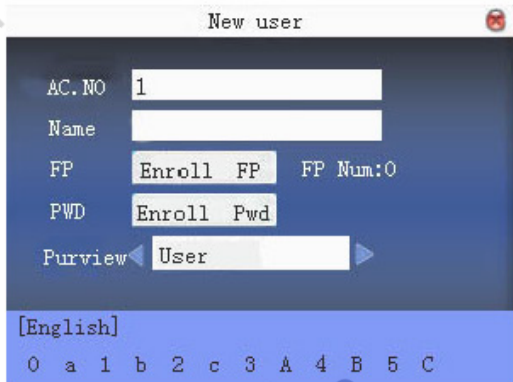 New user
AC.NO 1
Name
FP Enroll FP FP Num:0
PWD Enroll Pwd
Purview User
[English]
0 a 1 b 2 c 3 A 4 B 5 C